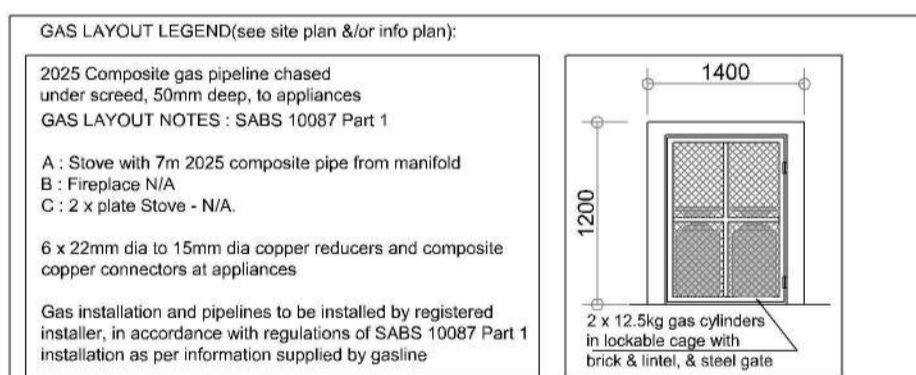 GAS LAYOUT LEGEND(see site plan &/or info plan):
2025 Composite gas pipeline chased
under screed, 50mm deep, to appliances
GAS LAYOUT NOTES : SABS 10087 Part 1
A : Stove with 7m 2025 composite pipe from manifold
B : Fireplace N/A
C : 2 x plate Stove - N/A.
6 x 22mm dia to 15mm dia copper reducers and composite
copper connectors at appliances
Gas installation and pipelines to be installed by registered
installer, in accordance with regulations of SABS 10087 Part 1
installation as per information supplied by gasline
1400
1200
2 x 12.5kg gas cylinders
in lockable cage with
brick & lintel, & steel gate